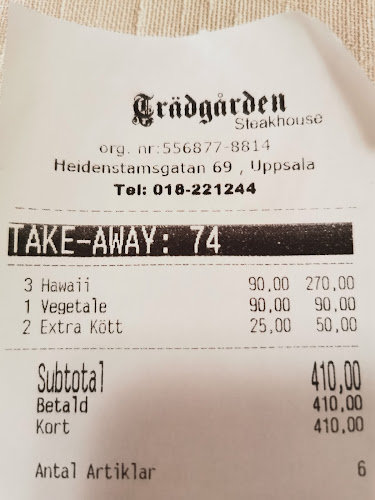 Trädgården
Steakhouse
org. nr:556877-8814
Heidenstamsgatan 69 , Uppsala
Tel: 018-221244
TAKE-AWAY: 74
3 Hawaii 90,00 270,00
1 Vegetale 90,00 90,00
2 Extra Kött 25,00 50,00
Subtotal 410,00
Betald 410,00
Kort 410,00
Antal Artiklar 6